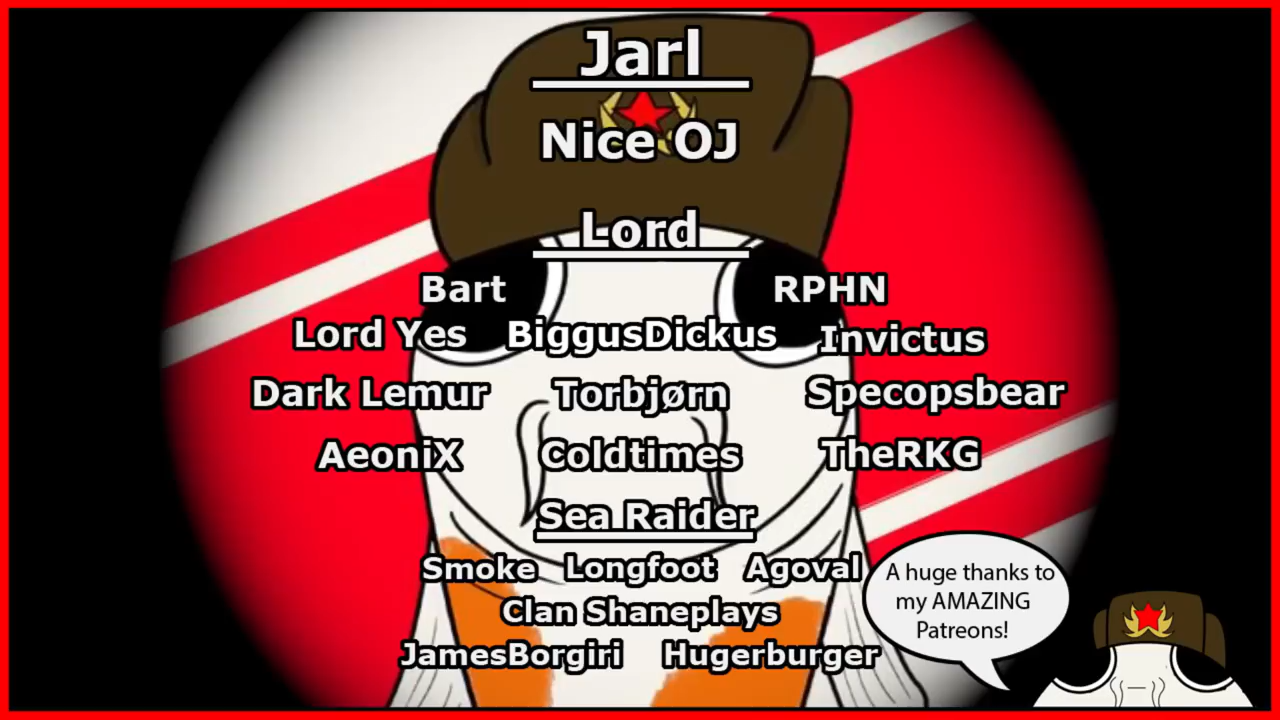 Jarl
Nice OJ
Lord
Bart RPHN
Lord Yes BiggusDickus Invictus
Dark Lemur Torbjørn Specopsbear
AeoniX Coldtimes TheRKG
Sea Raider
Smoke Longfoot Agoval
Clan Shaneplays
JamesBorgiri Hugerburger
A huge thanks to
my AMAZING
Patreons!